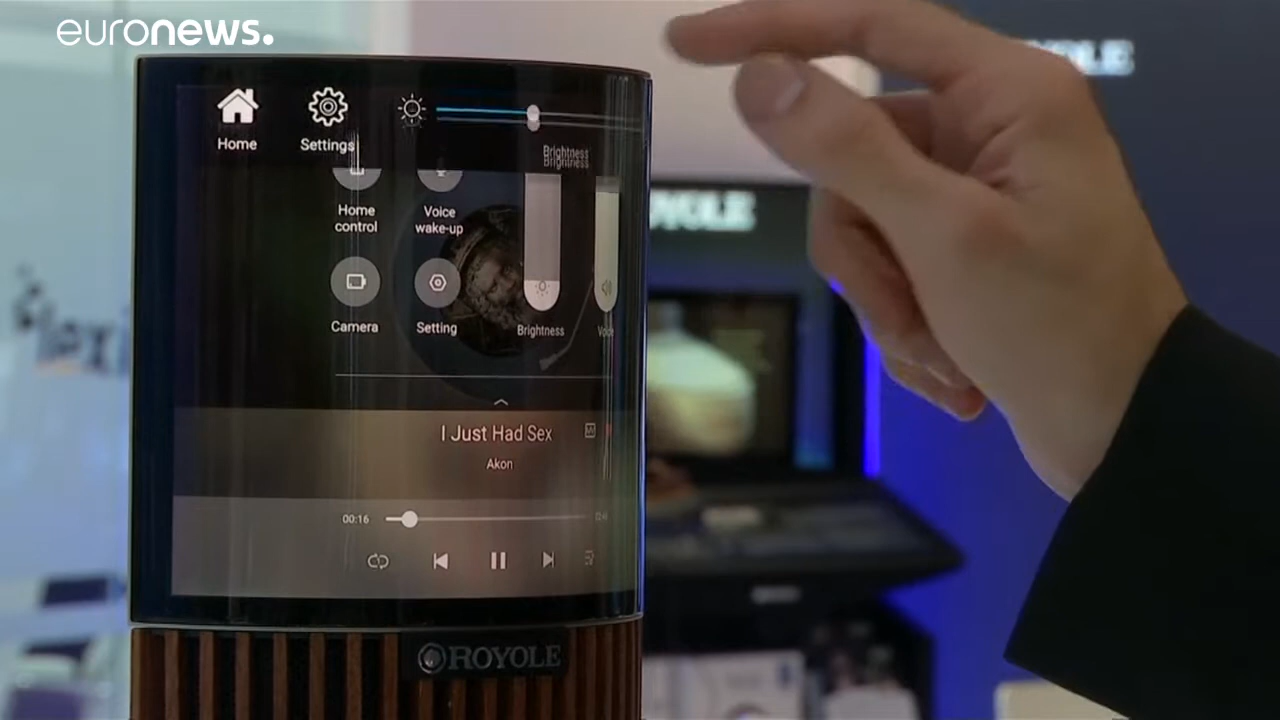 euronews.
Home
Settings
Brightness
Brightness
Home
control
Voice
wake-up
Camera
Setting
Brightness
I Just Had Sex
Akon
00:16
ROYOLE